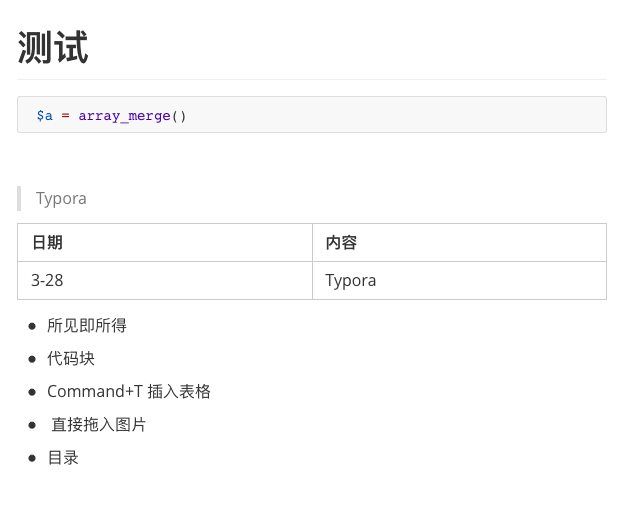 测试
$a = array_merge()
Typora
日期 内容
3-28 Typora
所见即所得
代码块
Command+T 插入表格
直接拖入图片
目录